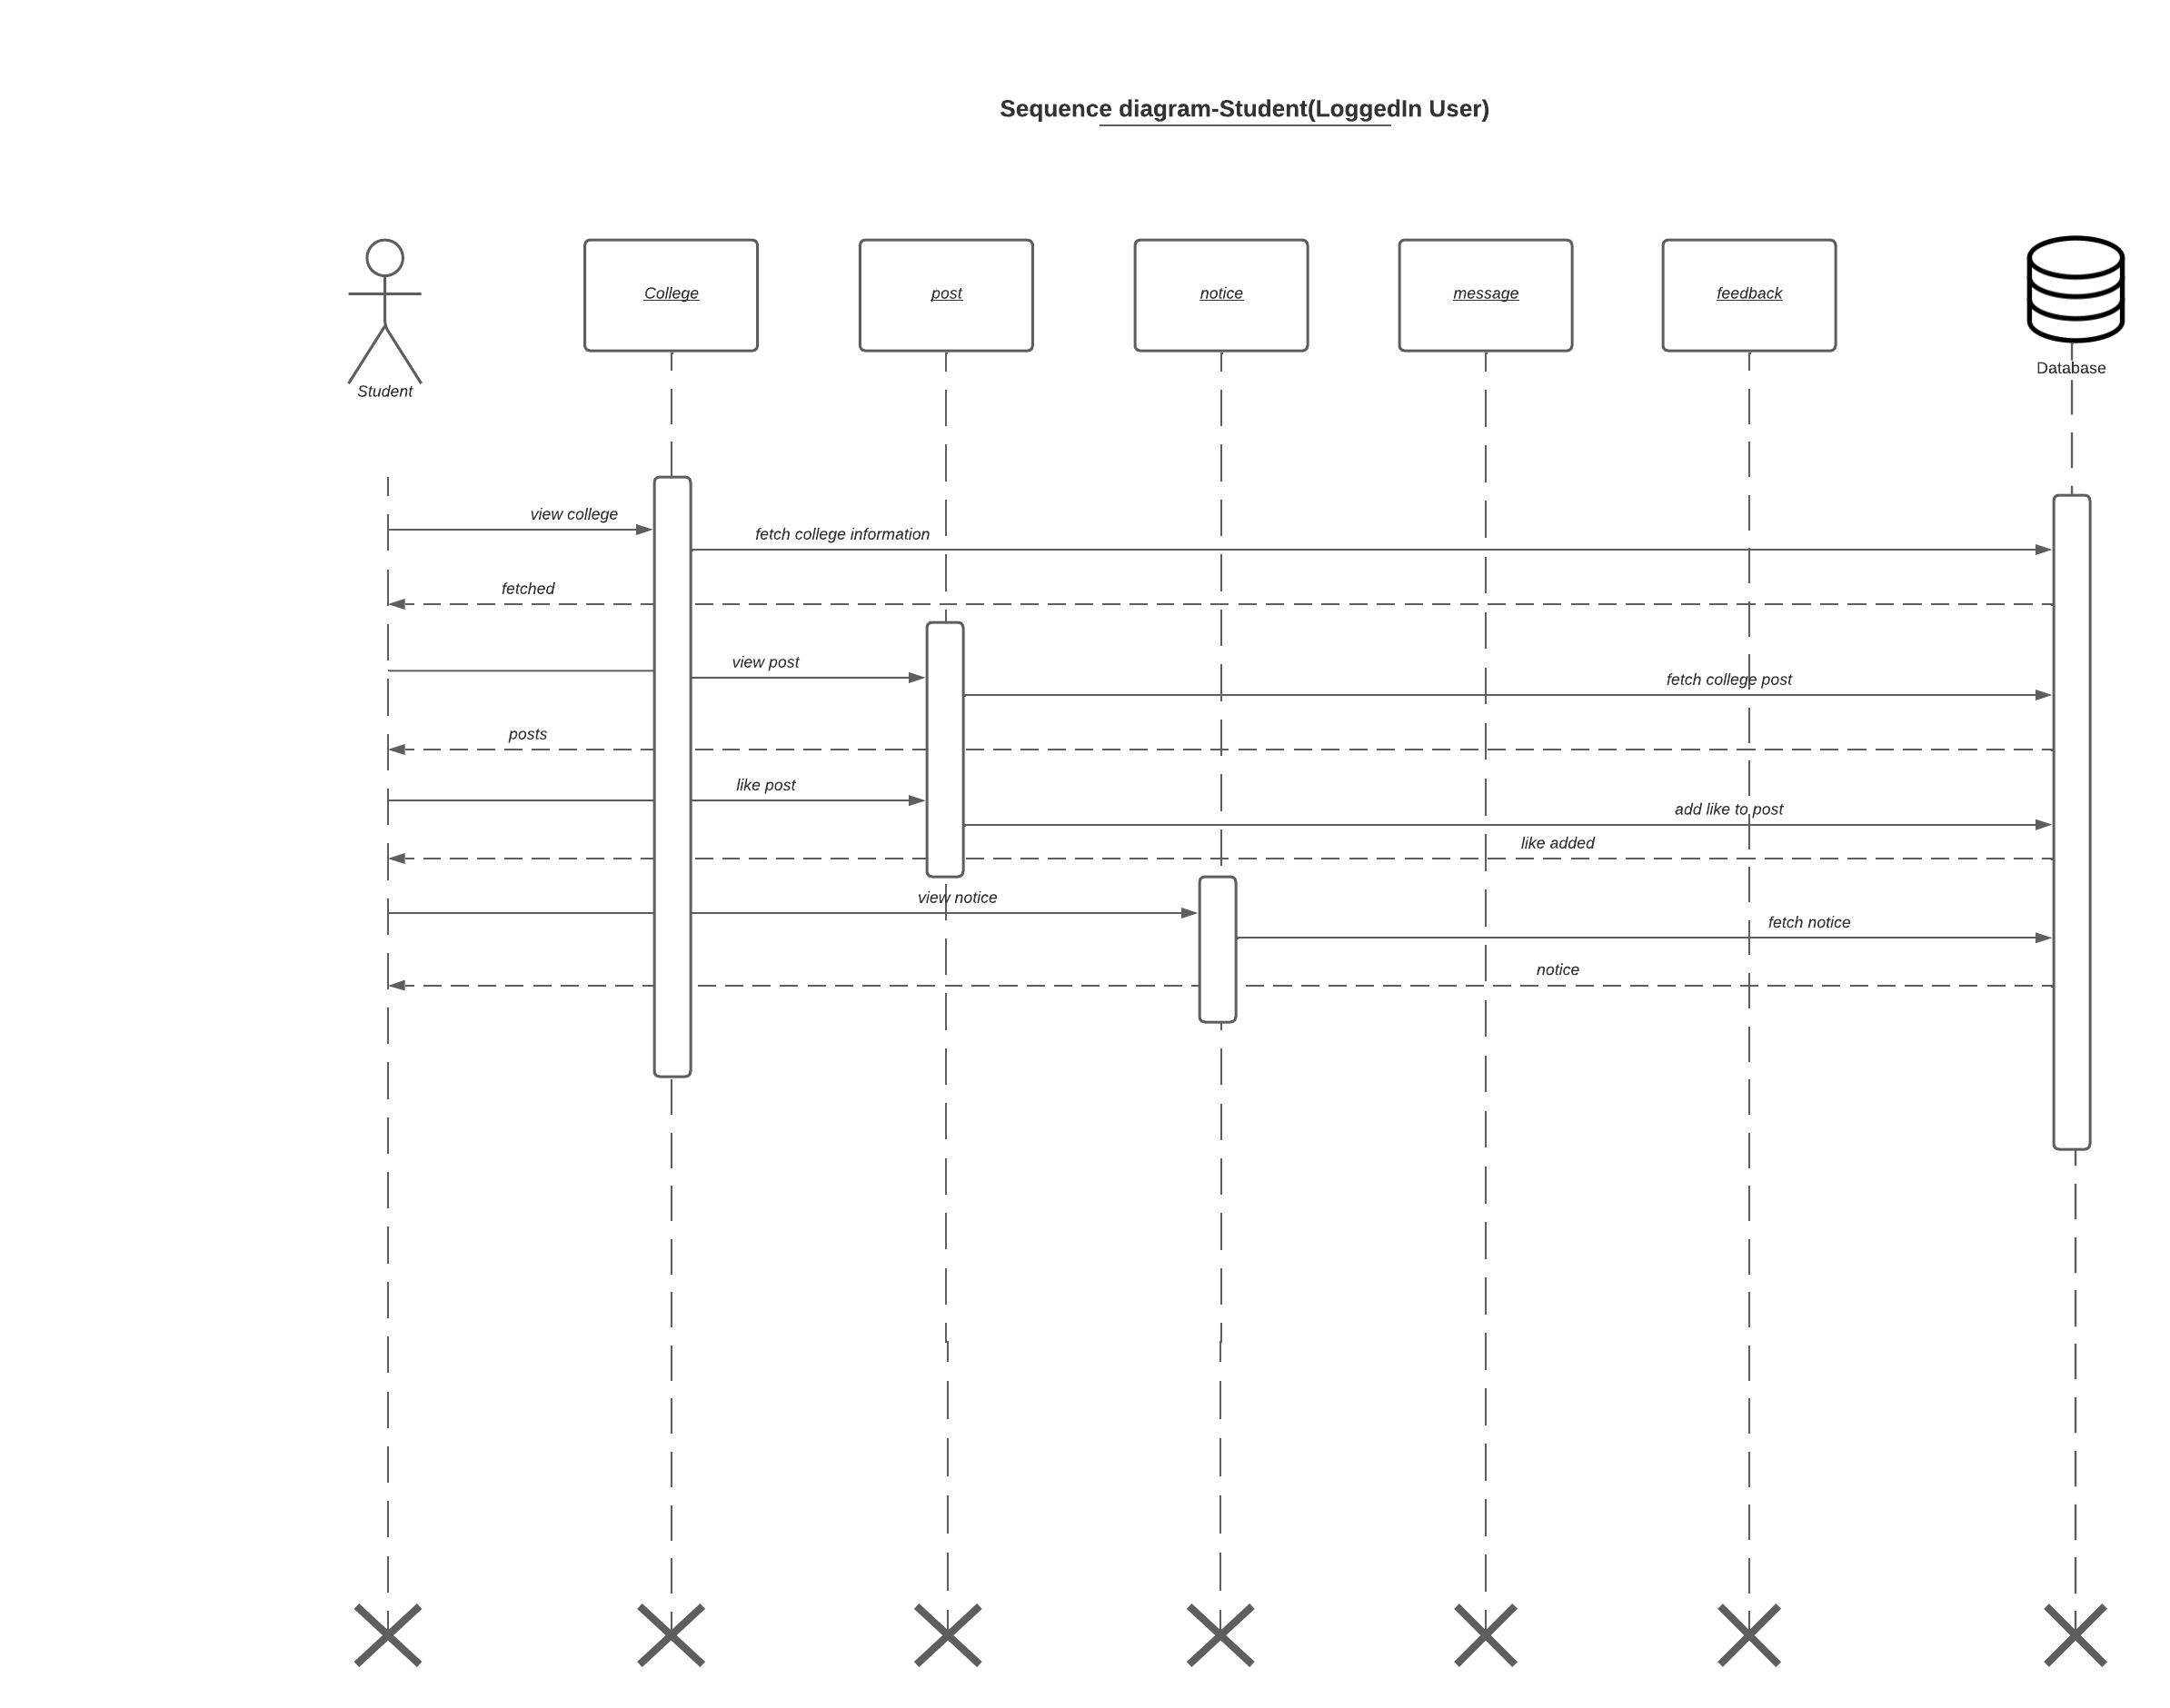 Sequence diagram-Student(LoggedIn User)
College
post
notice
message
feedback
Database
Student
view college
fetch college information
fetched
view post
fetch college post
posts
like post
add like to post
like added
view notice
fetch notice
notice